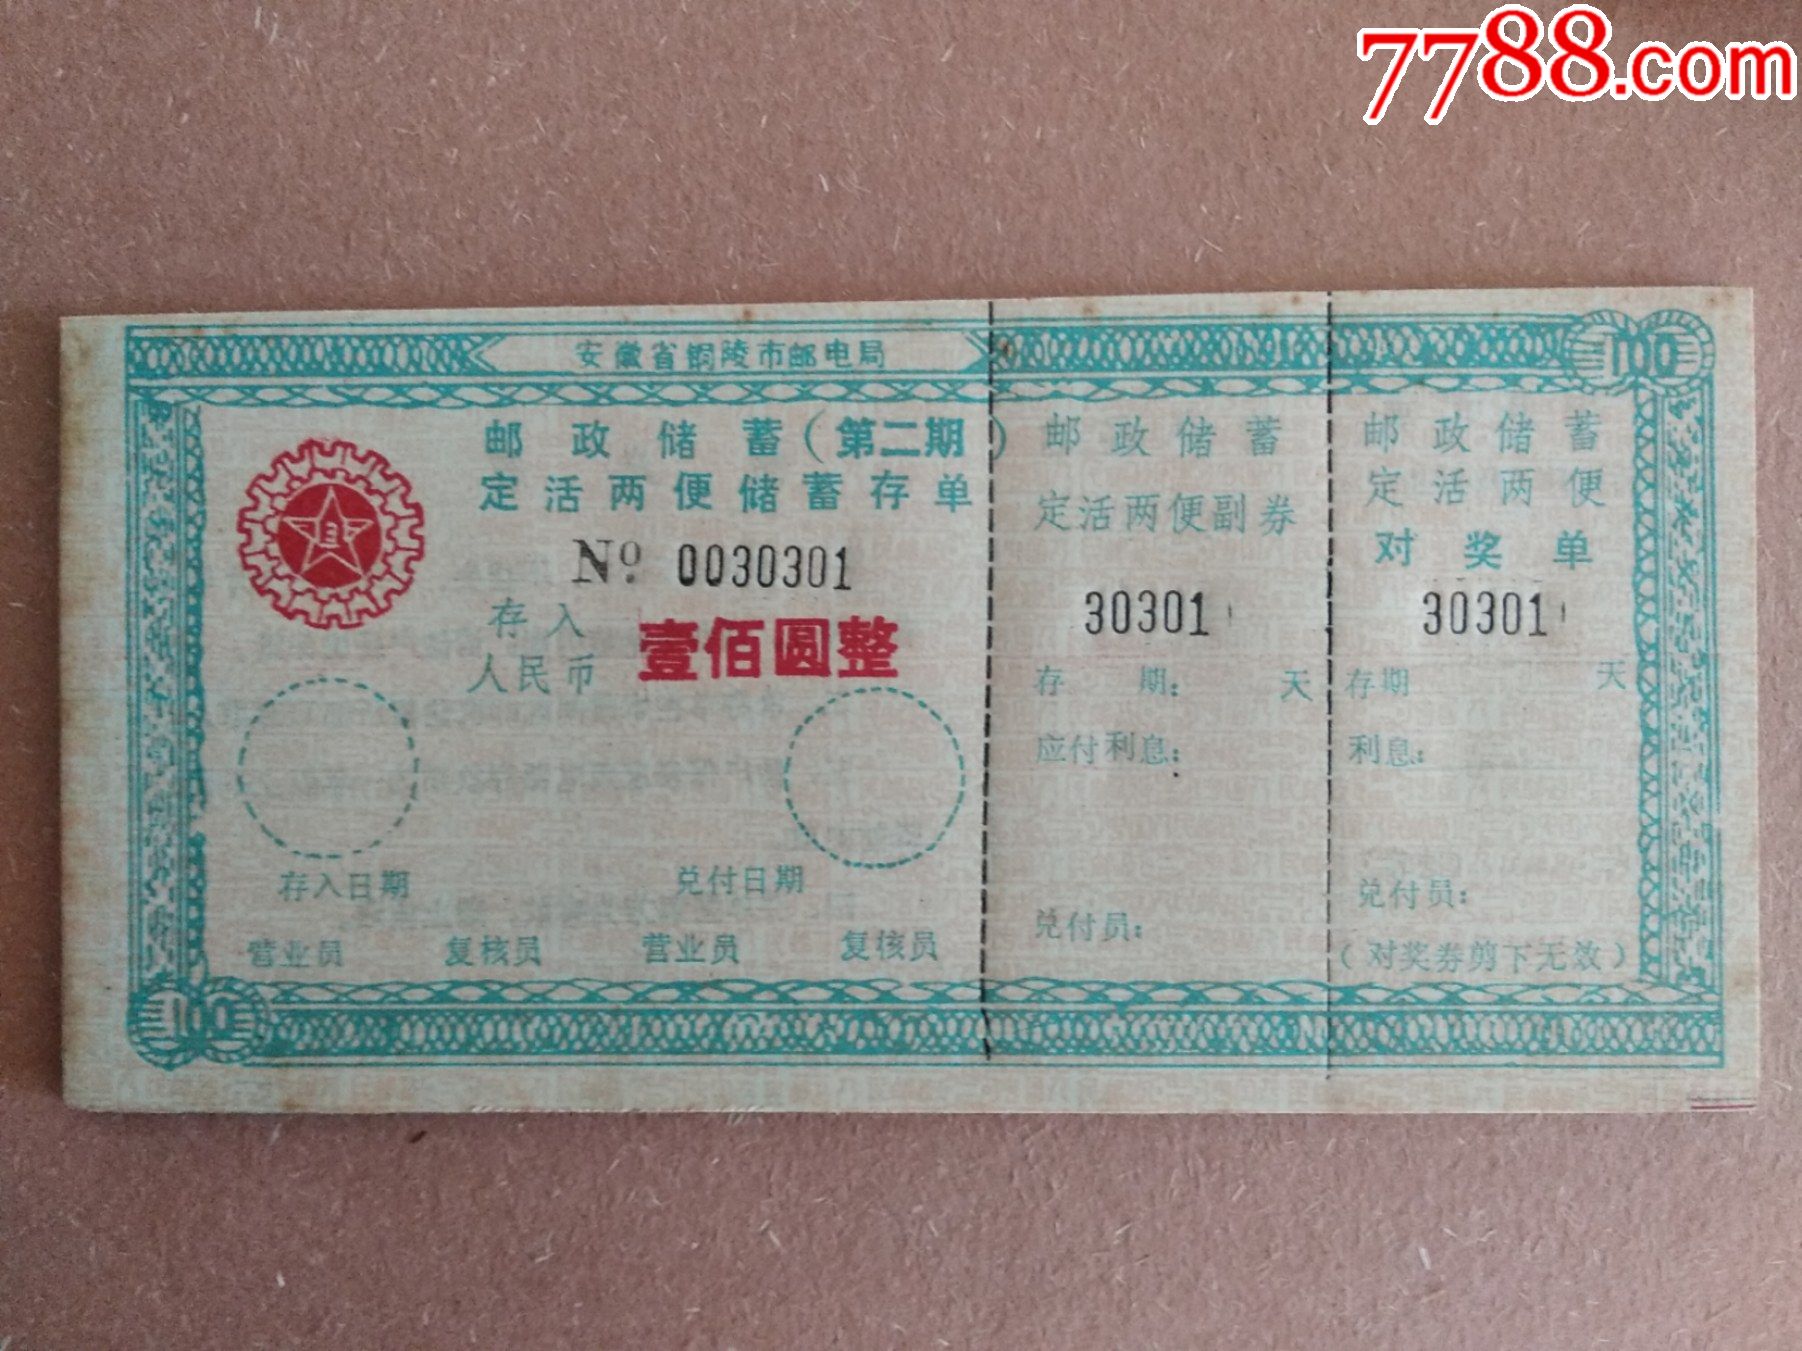 7788.com
安徽省铜陵市邮电局
100
邮政储蓄(第二期)
定活两便储蓄存单
No 0030301
存入
人民币
壹佰圆整
存入日期
兑付日期
营业员 复核员 营业员 复核员
100
邮政储蓄
定活两便副券
30301
存期: 天
应付利息:
兑付员:
邮政储蓄
定活两便
对奖单
30301
存期 天
利息:
兑付员:
(对奖券剪下无效)